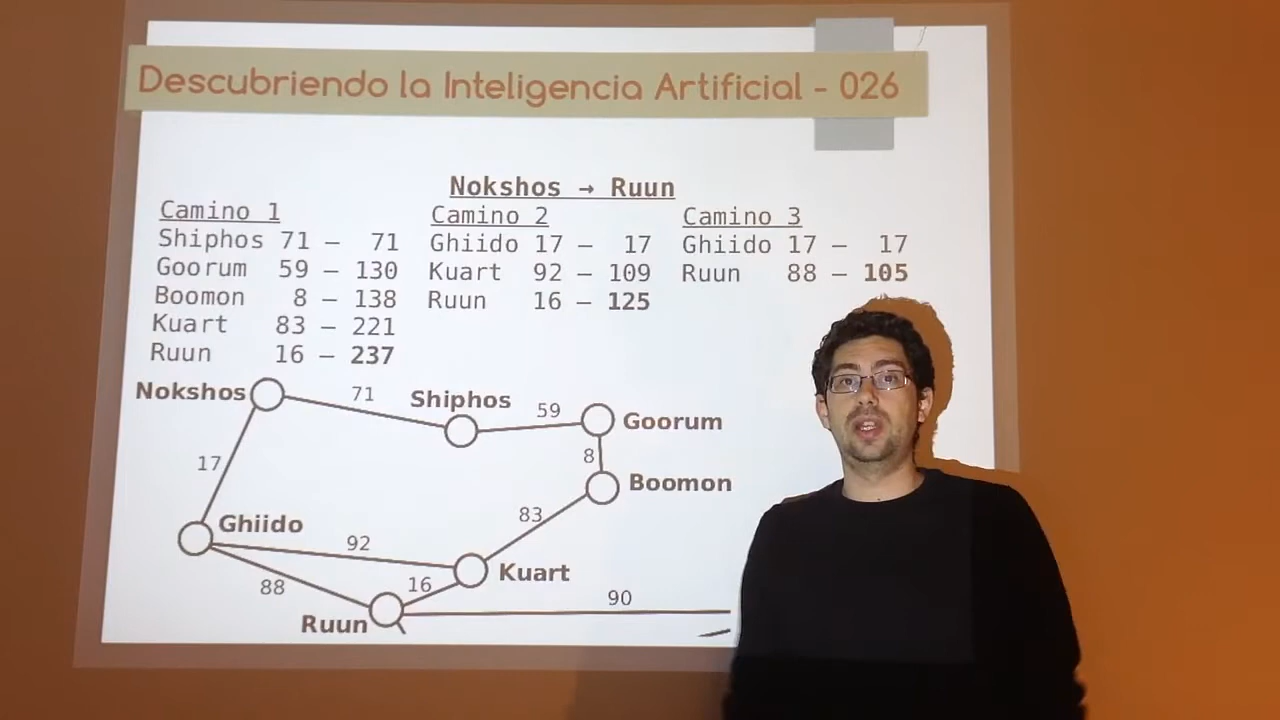 Descubriendo la Inteligencia Artificial - 026
Nokshos → Ruun
Camino 1
Shiphos 71 – 71
Goorum 59 – 130
Boomon 8 – 138
Kuart 83 – 221
Ruun 16 – 237
Camino 2
Ghiido 17 – 17
Kuart 92 – 109
Ruun 16 – 125
Camino 3
Ghiido 17 – 17
Ruun 88 – 105
Nokshos
71
Shiphos
59
Goorum
17
8
Boomon
Ghiido
92
83
88
16
Kuart
90
Ruun